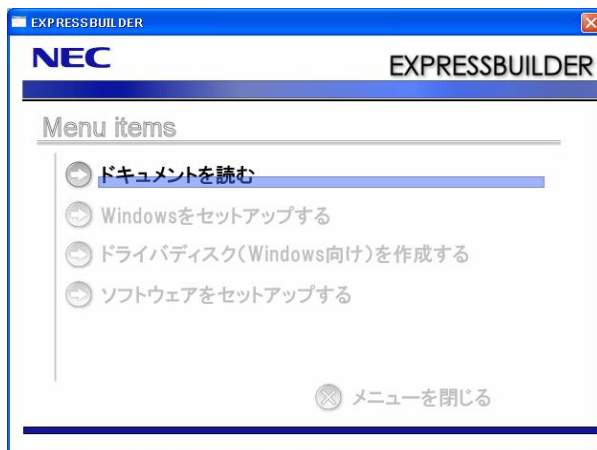 EXPRESSBUILDER
NEC
EXPRESSBUILDER
Menu items
ドキュメントを読む
Windowsをセットアップする
ドライバディスク(Windows向け)を作成する
ソフトウェアをセットアップする
メニューを閉じる